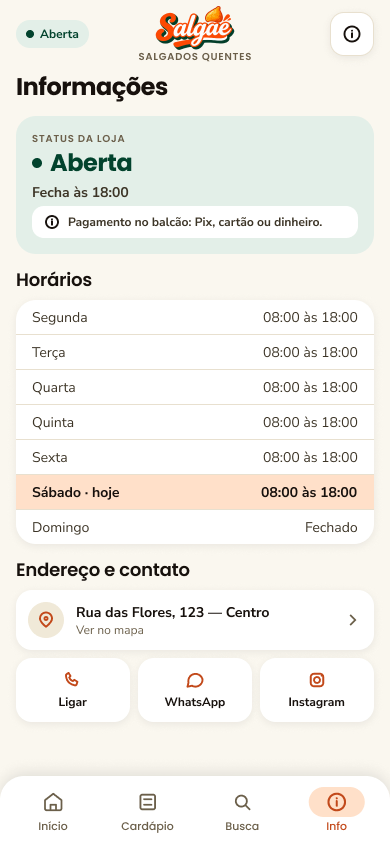 Aberta
Salgaê
SALGADOS QUENTES
Informações
STATUS DA LOJA
Aberta
Fecha às 18:00
Pagamento no balcão: Pix, cartão ou dinheiro.
Horários
Segunda 08:00 às 18:00
Terça 08:00 às 18:00
Quarta 08:00 às 18:00
Quinta 08:00 às 18:00
Sexta 08:00 às 18:00
Sábado · hoje 08:00 às 18:00
Domingo Fechado
Endereço e contato
Rua das Flores, 123 — Centro
Ver no mapa
Ligar WhatsApp Instagram
Início Cardápio Busca Info